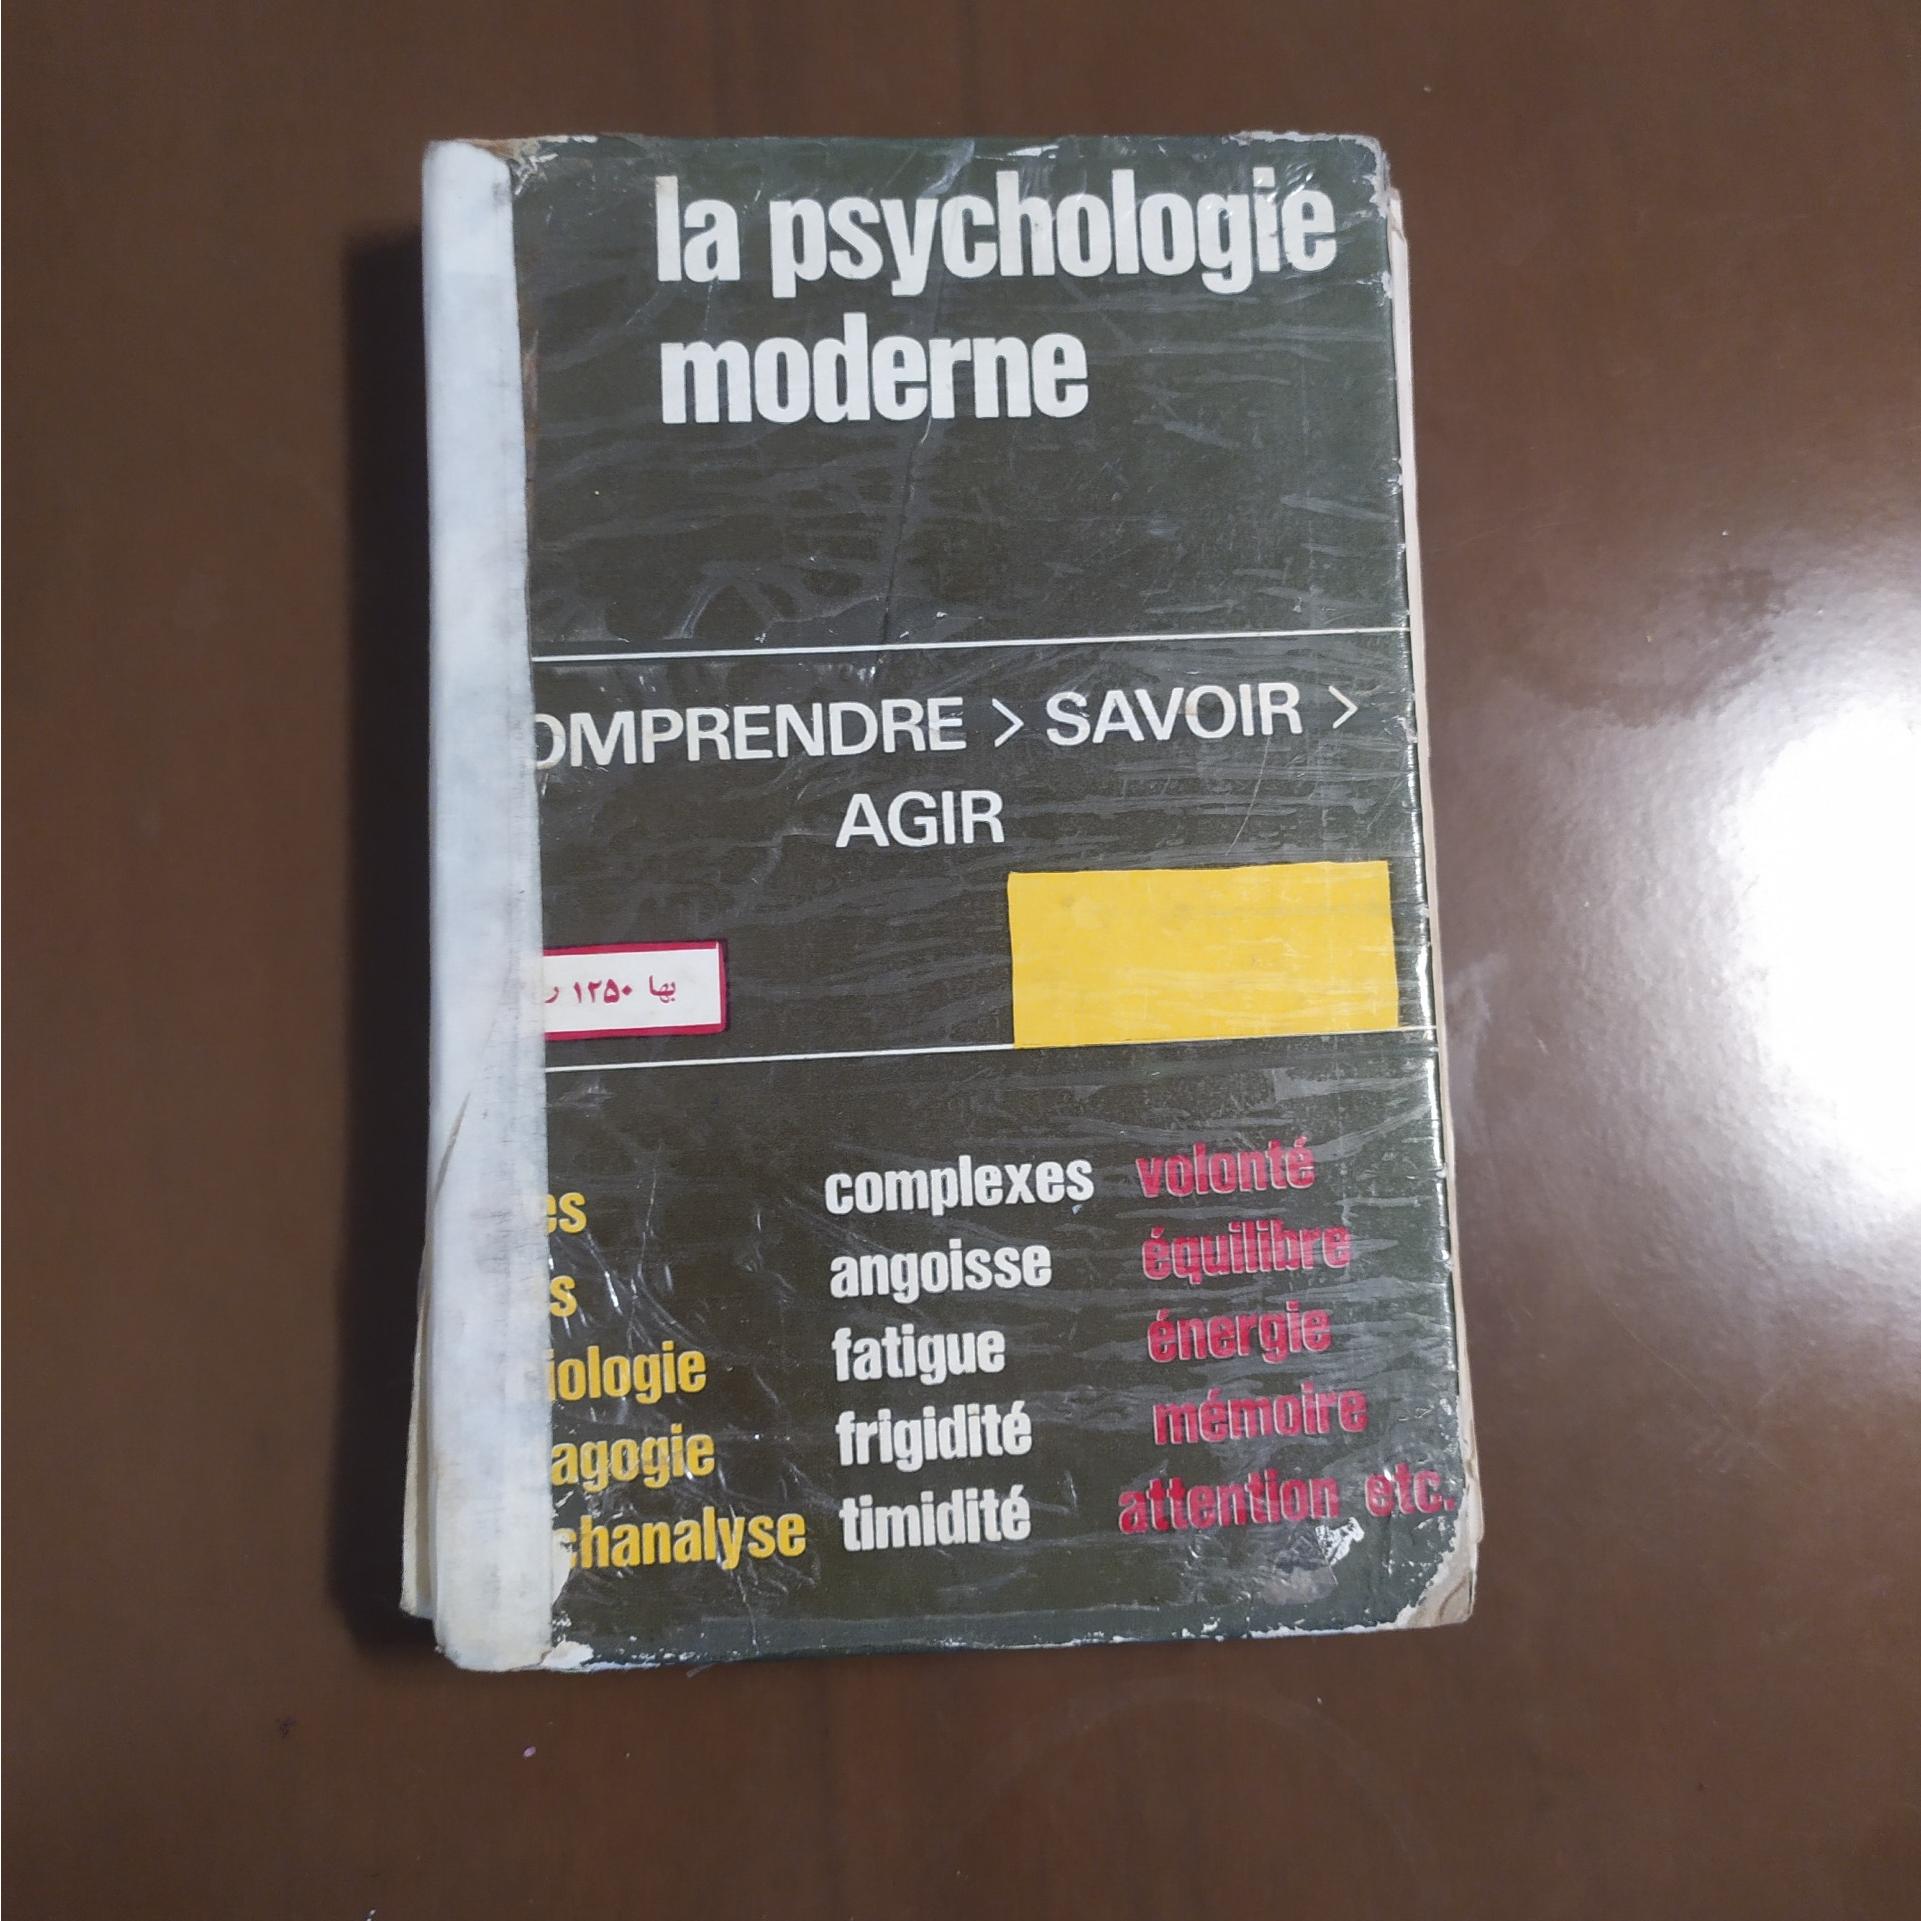 la psychologie
moderne
OMPRENDRE > SAVOIR >
AGIR
بها ۱۲۵۰ ر
es complexes volonté
s angoisse équilibre
iologie fatigue énergie
agogie frigidité mémoire
chanalyse timidité attention etc.